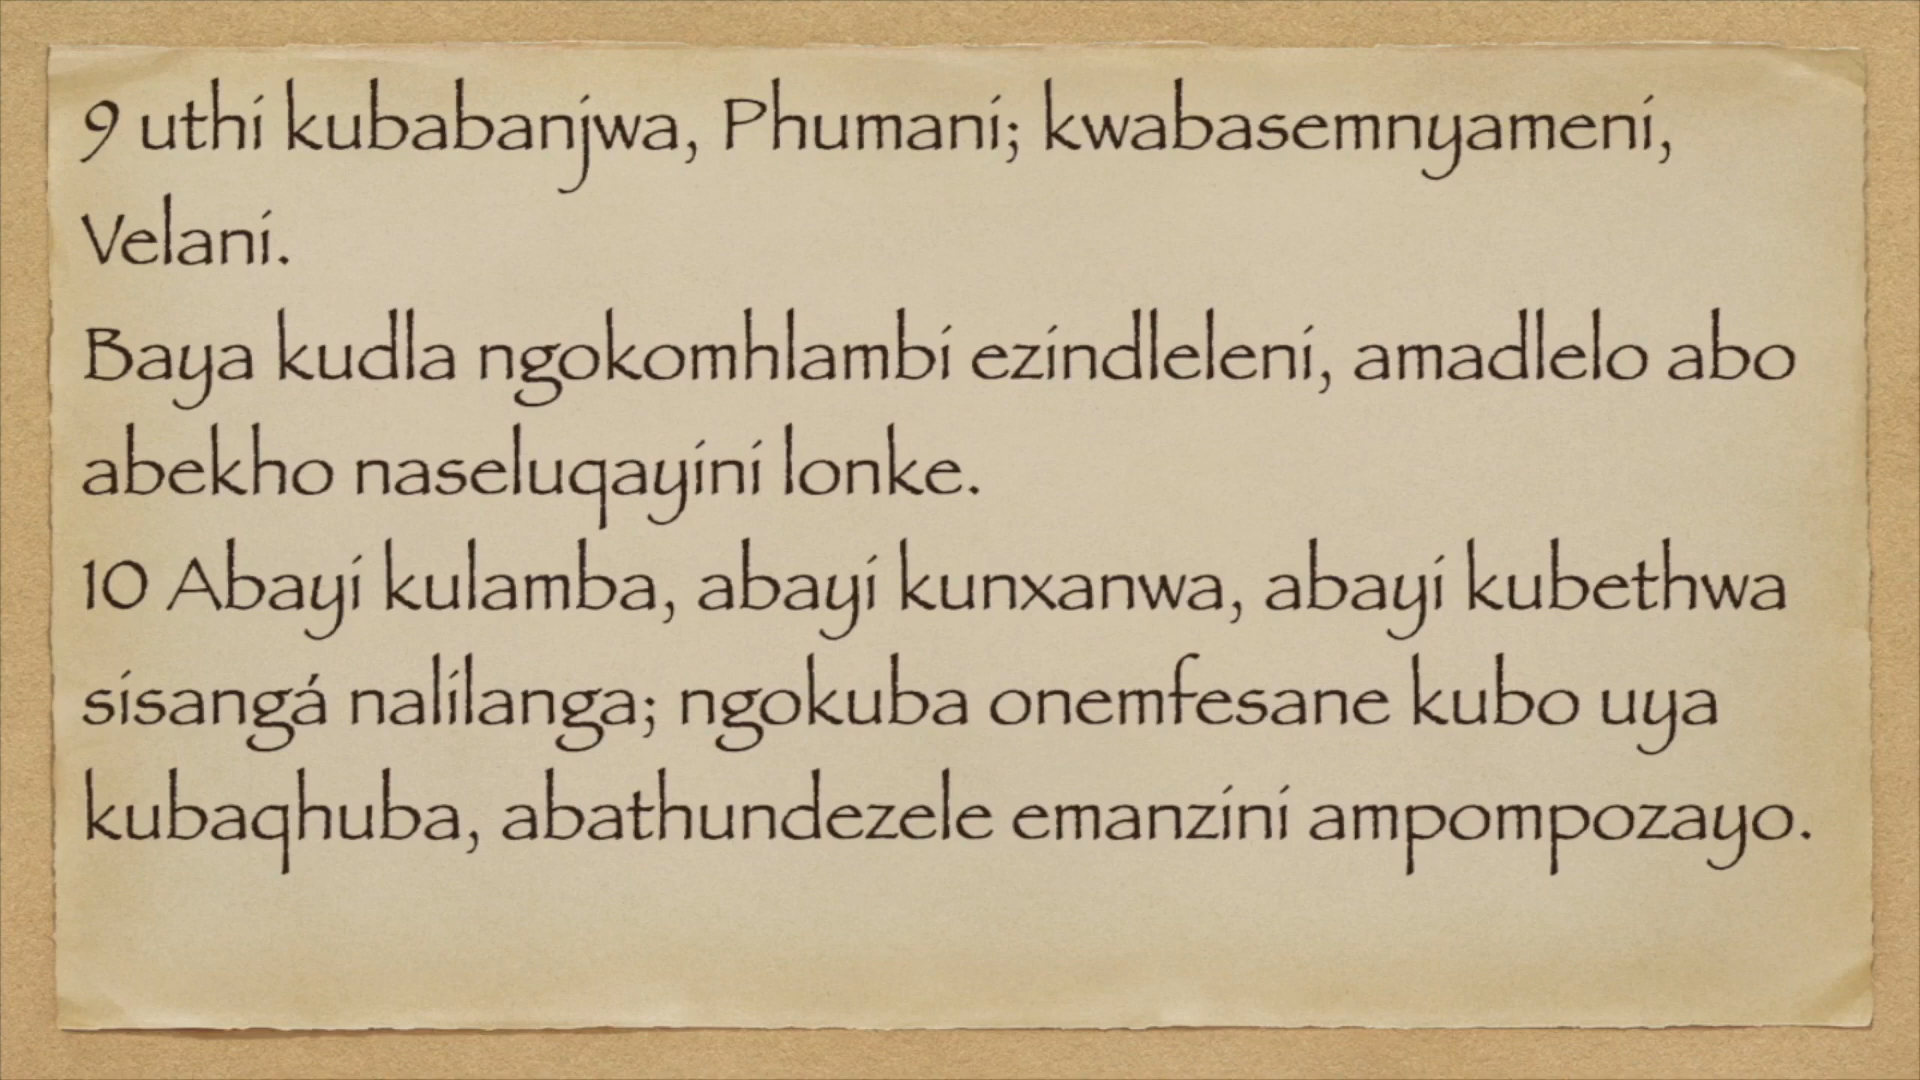 9 uthi kubabanjwa, Phumani; kwabasemnyameni,
Velani.
Baya kudla ngokomhlambi ezindleleni, amadlelo abo
abekho naseluqayini lonke.
10 Abayi kulamba, abayi kunxanwa, abayi kubethwa
sisangá nalilanga; ngokuba onemfesane kubo uya
kubaqhuba, abathundezele emanzini ampompozayo.